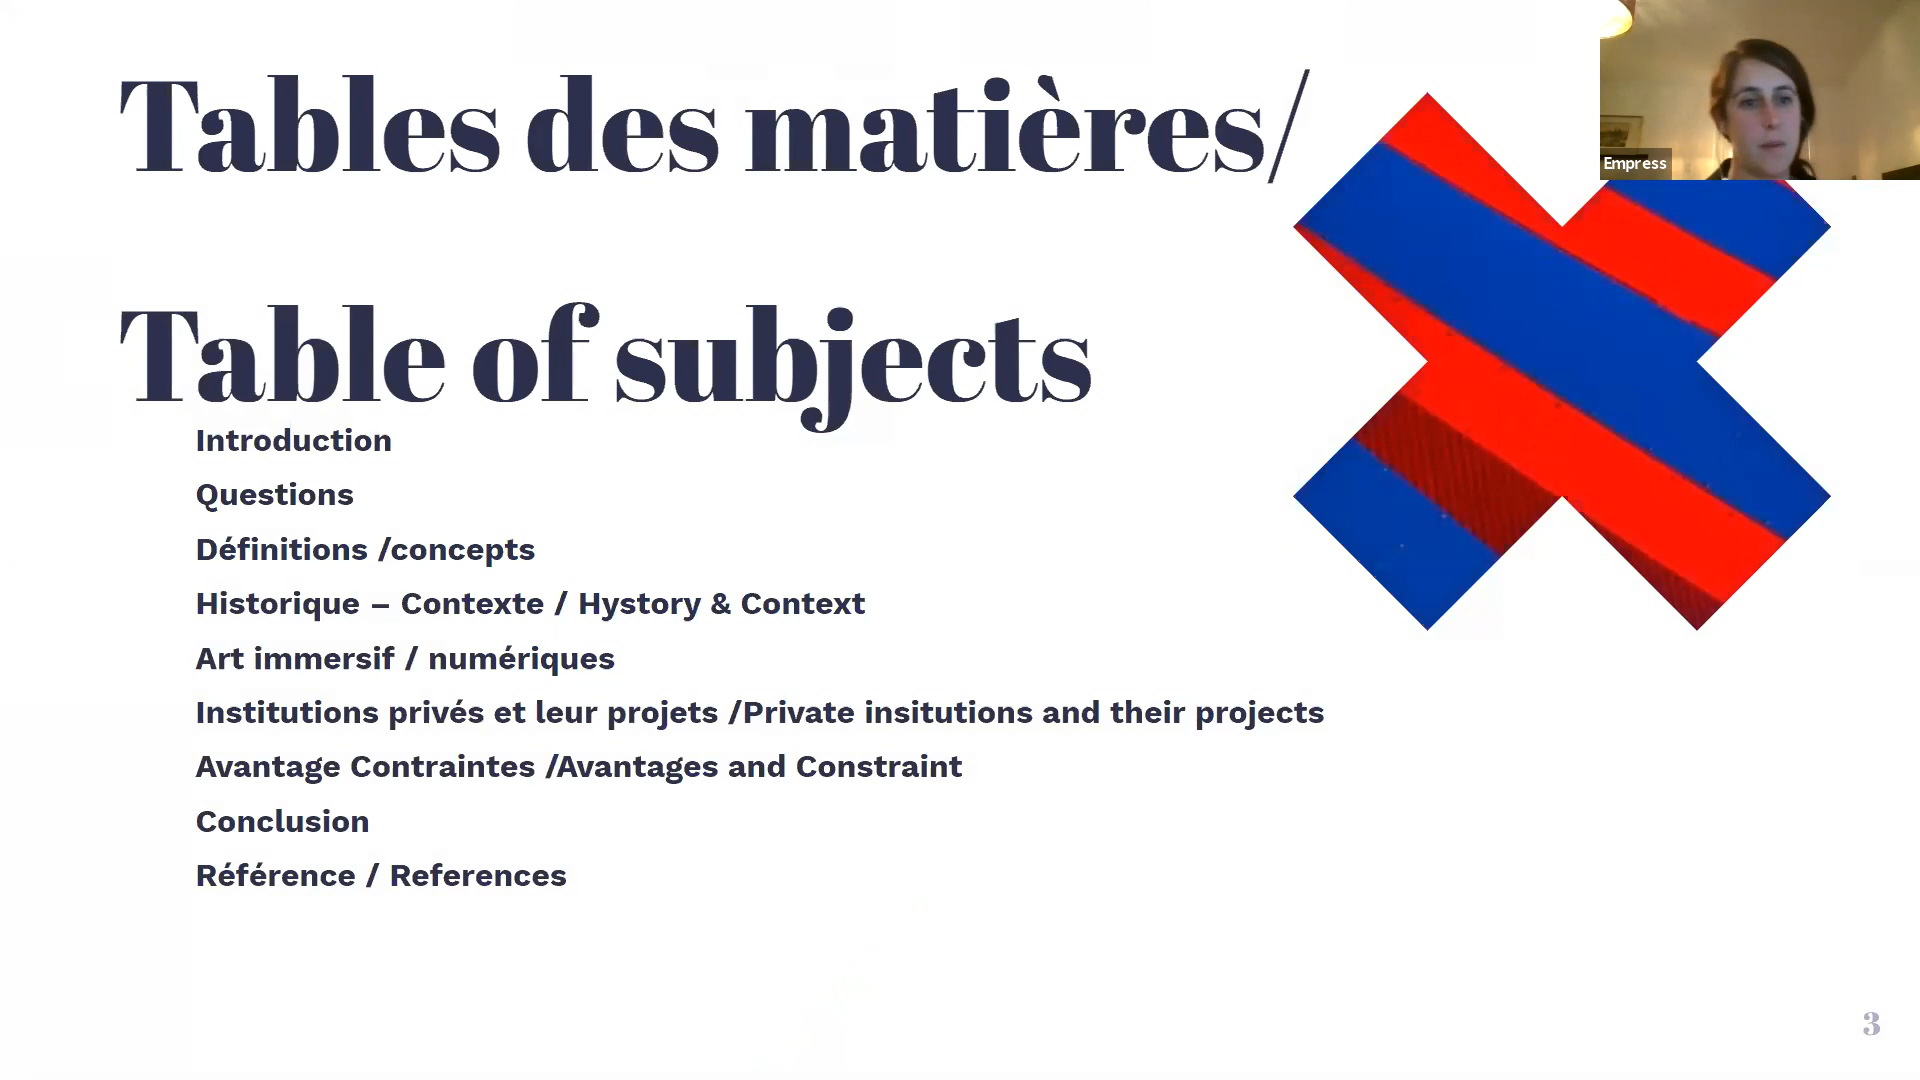 Tables des matières/
Table of subjects
Introduction
Questions
Définitions /concepts
Historique – Contexte / Hystory & Context
Art immersif / numériques
Institutions privés et leur projets /Private insitutions and their projects
Avantage Contraintes /Avantages and Constraint
Conclusion
Référence / References
Empress
3